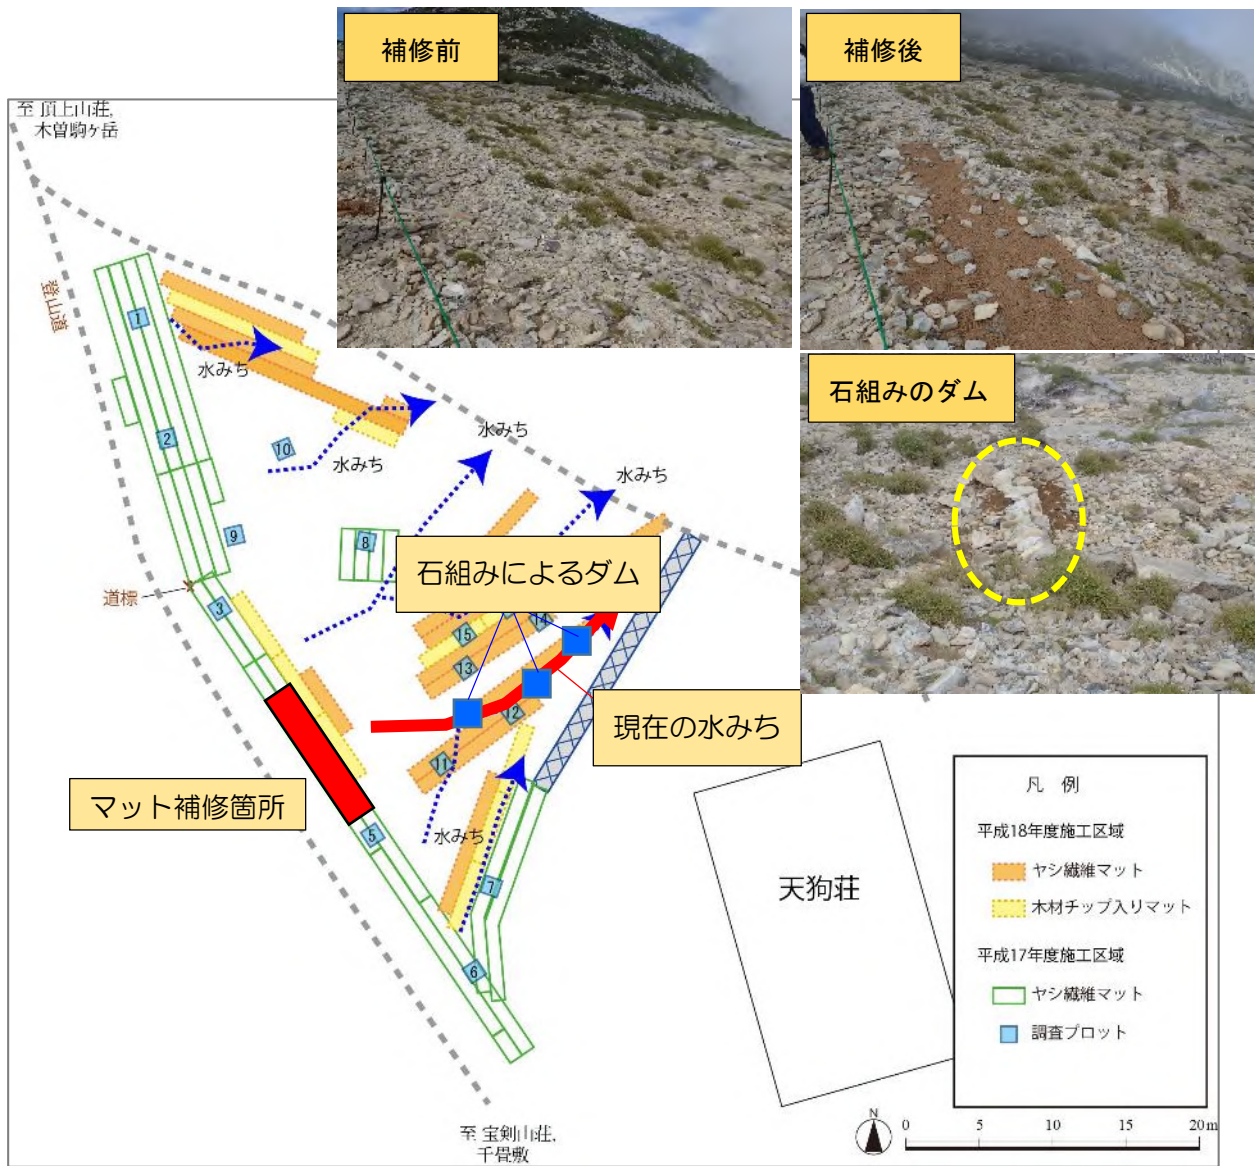 補修前
補修後
至 頂上山荘,
木曽駒ヶ岳
登山道
1
水みち
石組みのダム
2
10
水みち
水みち
水みち
9
8
石組みによるダム
道標
3
14
15
13
12
現在の水みち
11
マット補修箇所
5
水みち
7
6
天狗荘
凡 例
平成18年度施工区域
ヤシ繊維マット
木材チップ入りマット
平成17年度施工区域
ヤシ繊維マット
調査プロット
至 宝剣山荘,
千畳敷
N
0 5 10 15 20m